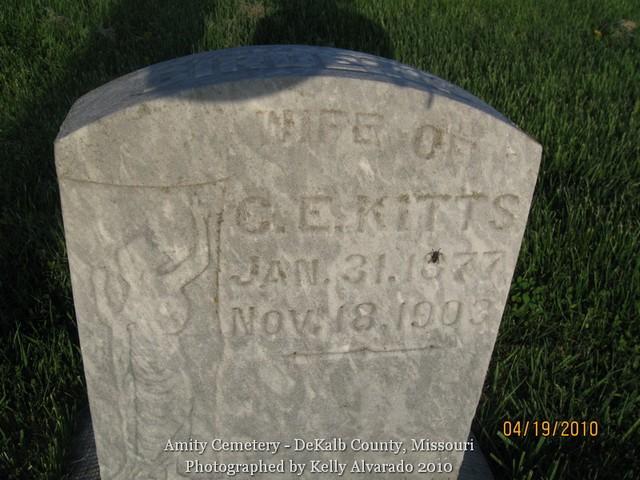 WIFE OF
C. E. KITTS
JAN. 31. 1877
NOV. 18. 1903
04/19/2010
Amity Cemetery - DeKalb County, Missouri
Photographed by Kelly Alvarado 2010